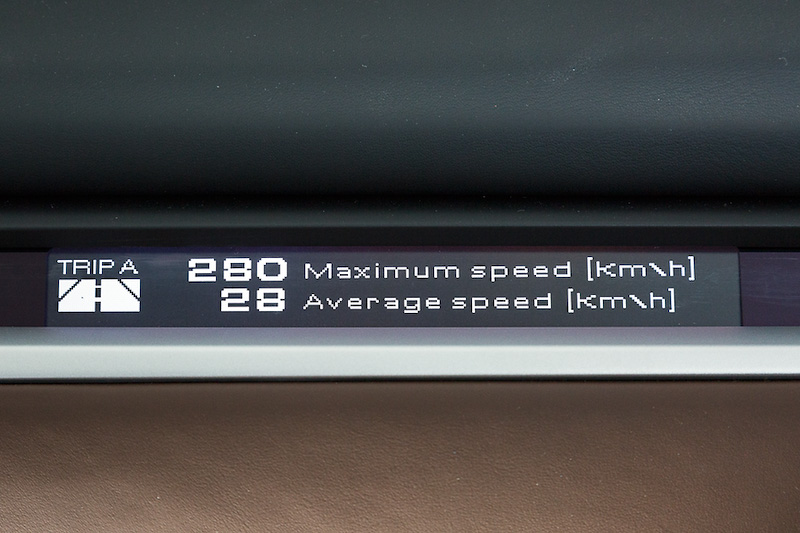 TRIP A
280 Maximum speed [Km\h]
28 Average speed [Km\h]